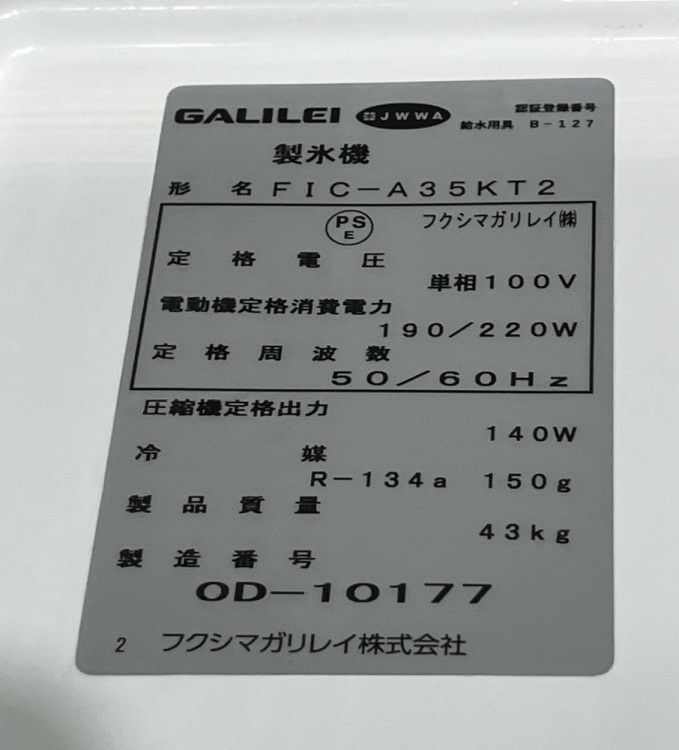 GALILEI JWWA 認証登録番号
給水用具 B-127
製氷機
形名 FIC-A35KT2
PS E フクシマガリレイ㈱
定格電圧
単相100V
電動機定格消費電力
190/220W
定格周波数
50/60Hz
圧縮機定格出力
140W
冷媒
R-134a 150g
製品質量
43kg
製造番号
OD-10177
2 フクシマガリレイ株式会社